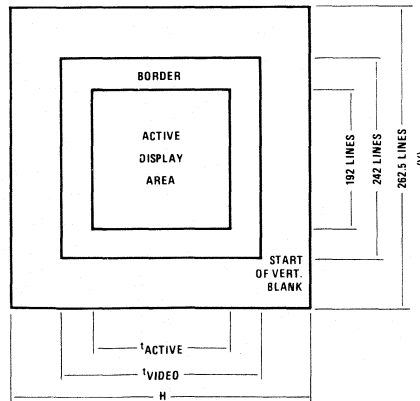 BORDER
ACTIVE
DISPLAY
AREA
START
OF VERT.
BLANK
192 LINES
242 LINES
262.5 LINES
(V)
tACTIVE
tVIDEO
H